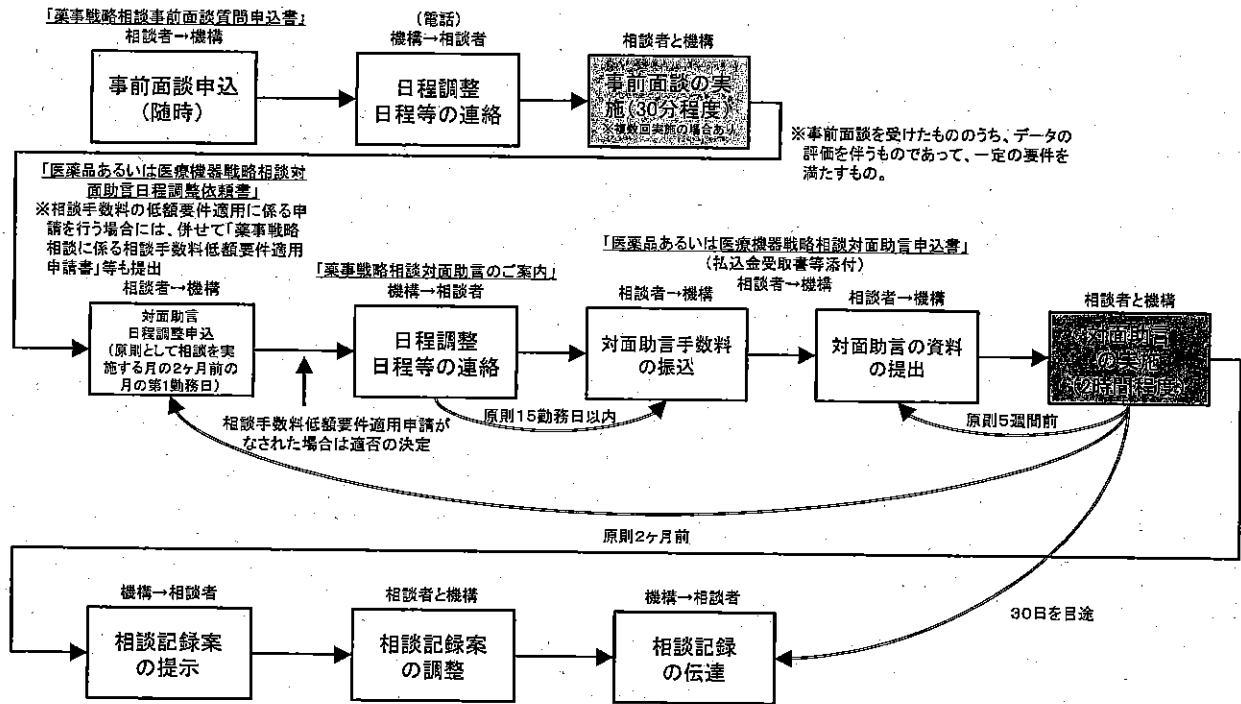 「薬事戦略相談事前面談質問申込書」
相談者→機構
事前面談申込
(随時)
(電話)
機構→相談者
日程調整
日程等の連絡
相談者と機構
事前面談の実
施(30分程度)
※複数回実施の場合あり
※事前面談を受けたもののうち、データの
評価を伴うものであって、一定の要件を
満たすもの。
「医薬品あるいは医療機器戦略相談対
面助言日程調整依頼書」
※相談手数料の低額要件適用に係る申
請を行う場合には、併せて「薬事戦略
相談に係る相談手数料低額要件適用
申請書」等も提出
相談者→機構
対面助言
日程調整申込
(原則として相談を実
施する月の2ヶ月前の
月の第1勤務日)
相談手数料低額要件適用申請が
なされた場合は適否の決定
「薬事戦略相談対面助言のご案内」
機構→相談者
日程調整
日程等の連絡
原則15勤務日以内
「医薬品あるいは医療機器戦略相談対面助言申込書」
(払込金受取書等添付)
相談者→機構
相談者→機構
対面助言手数料
の振込
相談者→機構
対面助言の資料
の提出
原則5週間前
相談者と機構
対面助言
の実施
(2時間程度)
原則2ヶ月前
30日を目途
機構→相談者
相談記録案
の提示
相談者と機構
相談記録案
の調整
機構→相談者
相談記録
の伝達